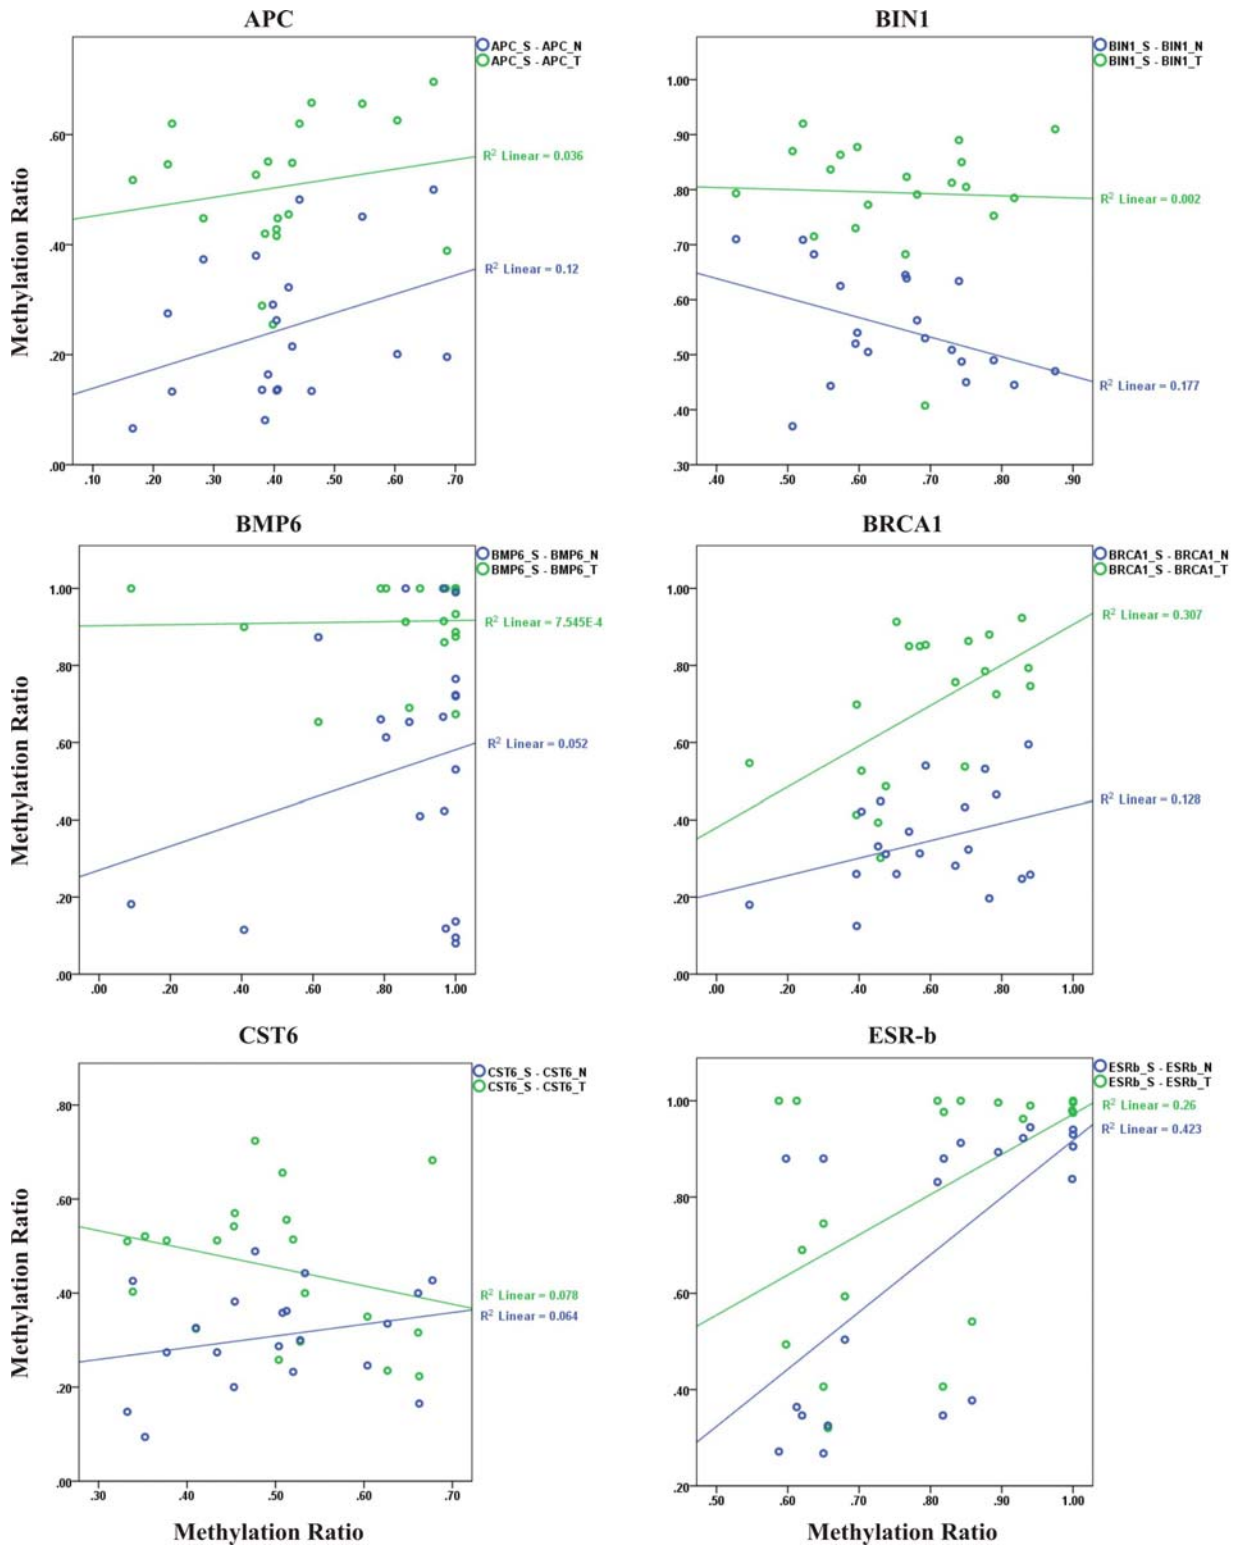 APC
BIN1
APC_S - APC_N
APC_S - APC_T
BIN1_S - BIN1_N
BIN1_S - BIN1_T
Methylation Ratio
.60
.40
.20
.00
R² Linear = 0.036
R² Linear = 0.12
.10 .20 .30 .40 .50 .60 .70
1.00
.90
.80
.70
.60
.50
.40
.30
R² Linear = 0.002
R² Linear = 0.177
.40 .50 .60 .70 .80 .90
BMP6
BRCA1
BMP6_S - BMP6_N
BMP6_S - BMP6_T
BRCA1_S - BRCA1_N
BRCA1_S - BRCA1_T
Methylation Ratio
1.00
.80
.60
.40
.20
.00
R² Linear = 7.545E-4
R² Linear = 0.052
.00 .20 .40 .60 .80 1.00
1.00
.80
.60
.40
.20
.00
R² Linear = 0.307
R² Linear = 0.128
.00 .20 .40 .60 .80 1.00
CST6
ESR-b
CST6_S - CST6_N
CST6_S - CST6_T
ESRb_S - ESRb_N
ESRb_S - ESRb_T
Methylation Ratio
.80
.60
.40
.20
.00
R² Linear = 0.078
R² Linear = 0.064
.30 .40 .50 .60 .70
1.00
.80
.60
.40
.20
R² Linear = 0.26
R² Linear = 0.423
.50 .60 .70 .80 .90 1.00
Methylation Ratio
Methylation Ratio